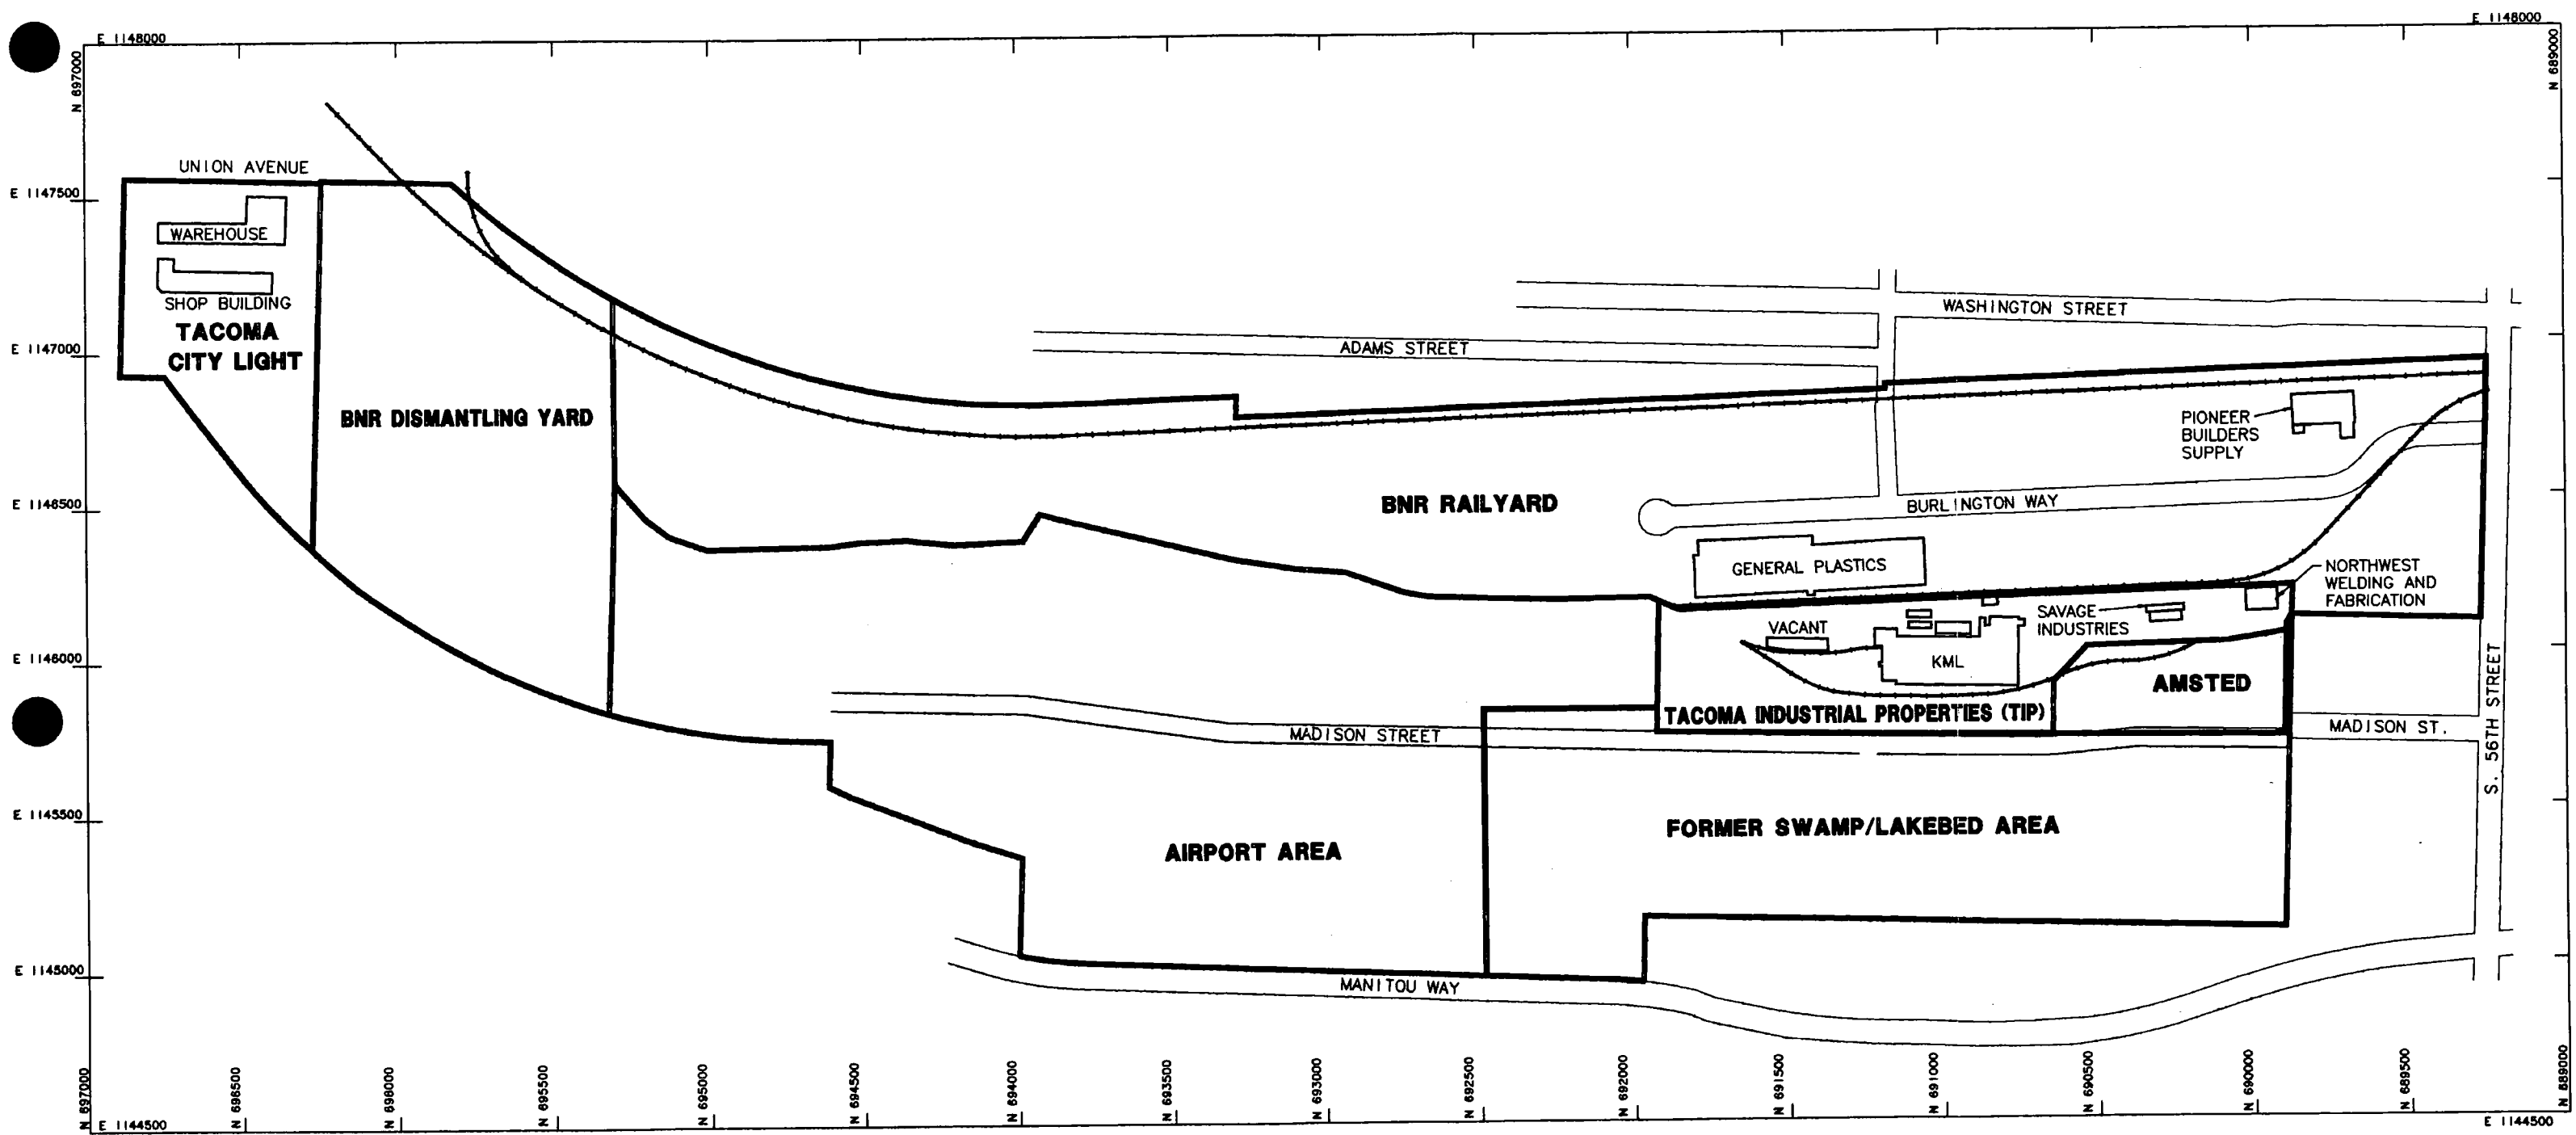 E 1148000
E 1148000
N 697000
N 689000
UNION AVENUE
E 1147500
WAREHOUSE
SHOP BUILDING
TACOMA
CITY LIGHT
WASHINGTON STREET
E 1147000
ADAMS STREET
BNR DISMANTLING YARD
PIONEER
BUILDERS
SUPPLY
E 1146500
BNR RAILYARD
BURLINGTON WAY
GENERAL PLASTICS
NORTHWEST
WELDING AND
FABRICATION
SAVAGE
INDUSTRIES
VACANT
E 1146000
KML
AMSTED
TACOMA INDUSTRIAL PROPERTIES (TIP)
MADISON STREET
MADISON ST.
S. 56TH STREET
E 1145500
FORMER SWAMP/LAKEBED AREA
AIRPORT AREA
E 1145000
MANITOU WAY
N 697000
N 696500
N 696000
N 695500
N 695000
N 694500
N 694000
N 693500
N 693000
N 692500
N 692000
N 691500
N 691000
N 690500
N 690000
N 689500
N 689000
E 1144500
E 1144500